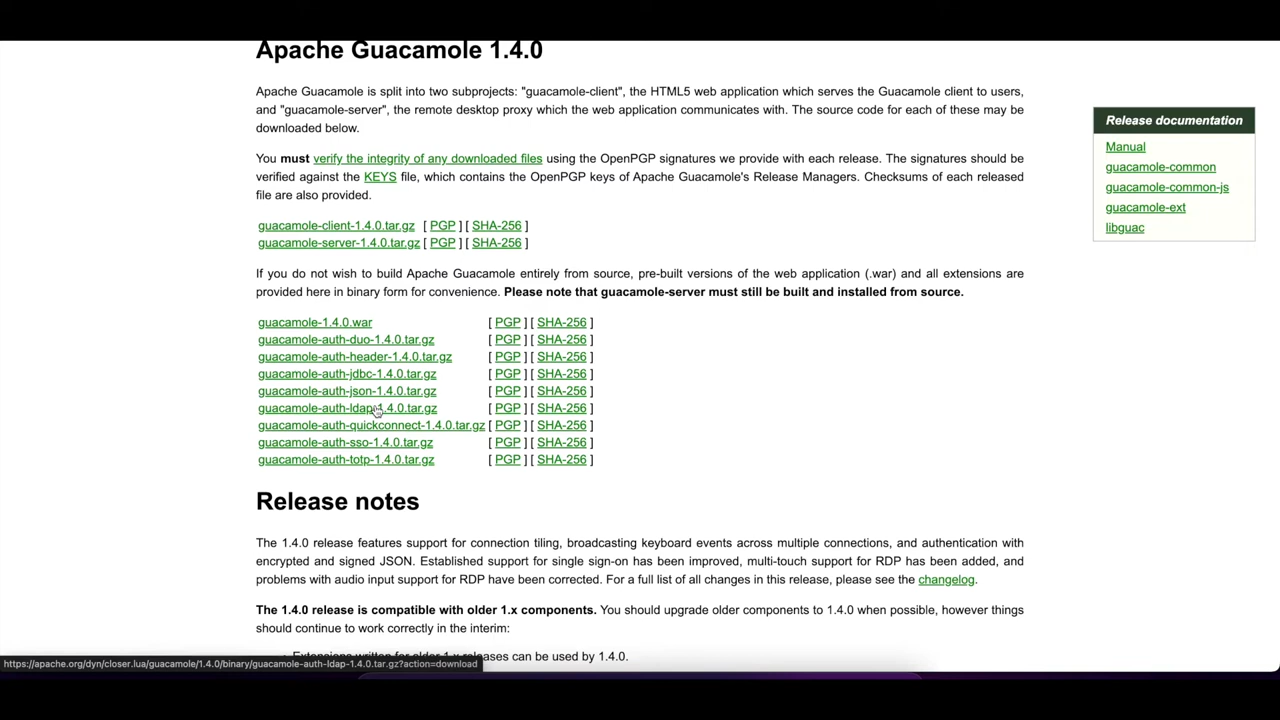 Apache Guacamole 1.4.0
Apache Guacamole is split into two subprojects: "guacamole-client", the HTML5 web application which serves the Guacamole client to users,
and "guacamole-server", the remote desktop proxy which the web application communicates with. The source code for each of these may be
downloaded below.
Release documentation
Manual
guacamole-common
guacamole-common-js
guacamole-ext
libguac
You must verify the integrity of any downloaded files using the OpenPGP signatures we provide with each release. The signatures should be
verified against the KEYS file, which contains the OpenPGP keys of Apache Guacamole's Release Managers. Checksums of each released
file are also provided.
guacamole-client-1.4.0.tar.gz [ PGP ] [ SHA-256 ]
guacamole-server-1.4.0.tar.gz [ PGP ] [ SHA-256 ]
If you do not wish to build Apache Guacamole entirely from source, pre-built versions of the web application (.war) and all extensions are
provided here in binary form for convenience. Please note that guacamole-server must still be built and installed from source.
guacamole-1.4.0.war [ PGP ] [ SHA-256 ]
guacamole-auth-duo-1.4.0.tar.gz [ PGP ] [ SHA-256 ]
guacamole-auth-header-1.4.0.tar.gz [ PGP ] [ SHA-256 ]
guacamole-auth-jdbc-1.4.0.tar.gz [ PGP ] [ SHA-256 ]
guacamole-auth-json-1.4.0.tar.gz [ PGP ] [ SHA-256 ]
guacamole-auth-ldap-1.4.0.tar.gz [ PGP ] [ SHA-256 ]
guacamole-auth-quickconnect-1.4.0.tar.gz [ PGP ] [ SHA-256 ]
guacamole-auth-sso-1.4.0.tar.gz [ PGP ] [ SHA-256 ]
guacamole-auth-totp-1.4.0.tar.gz [ PGP ] [ SHA-256 ]
Release notes
The 1.4.0 release features support for connection tiling, broadcasting keyboard events across multiple connections, and authentication with
encrypted and signed JSON. Established support for single sign-on has been improved, multi-touch support for RDP has been added, and
problems with audio input support for RDP have been corrected. For a full list of all changes in this release, please see the changelog.
The 1.4.0 release is compatible with older 1.x components. You should upgrade older components to 1.4.0 when possible, however things
should continue to work correctly in the interim:
Extensions written for older 1.x releases can be used by 1.4.0.
https://apache.org/dyn/closer.lua/guacamole/1.4.0/binary/guacamole-auth-ldap-1.4.0.tar.gz?action=download